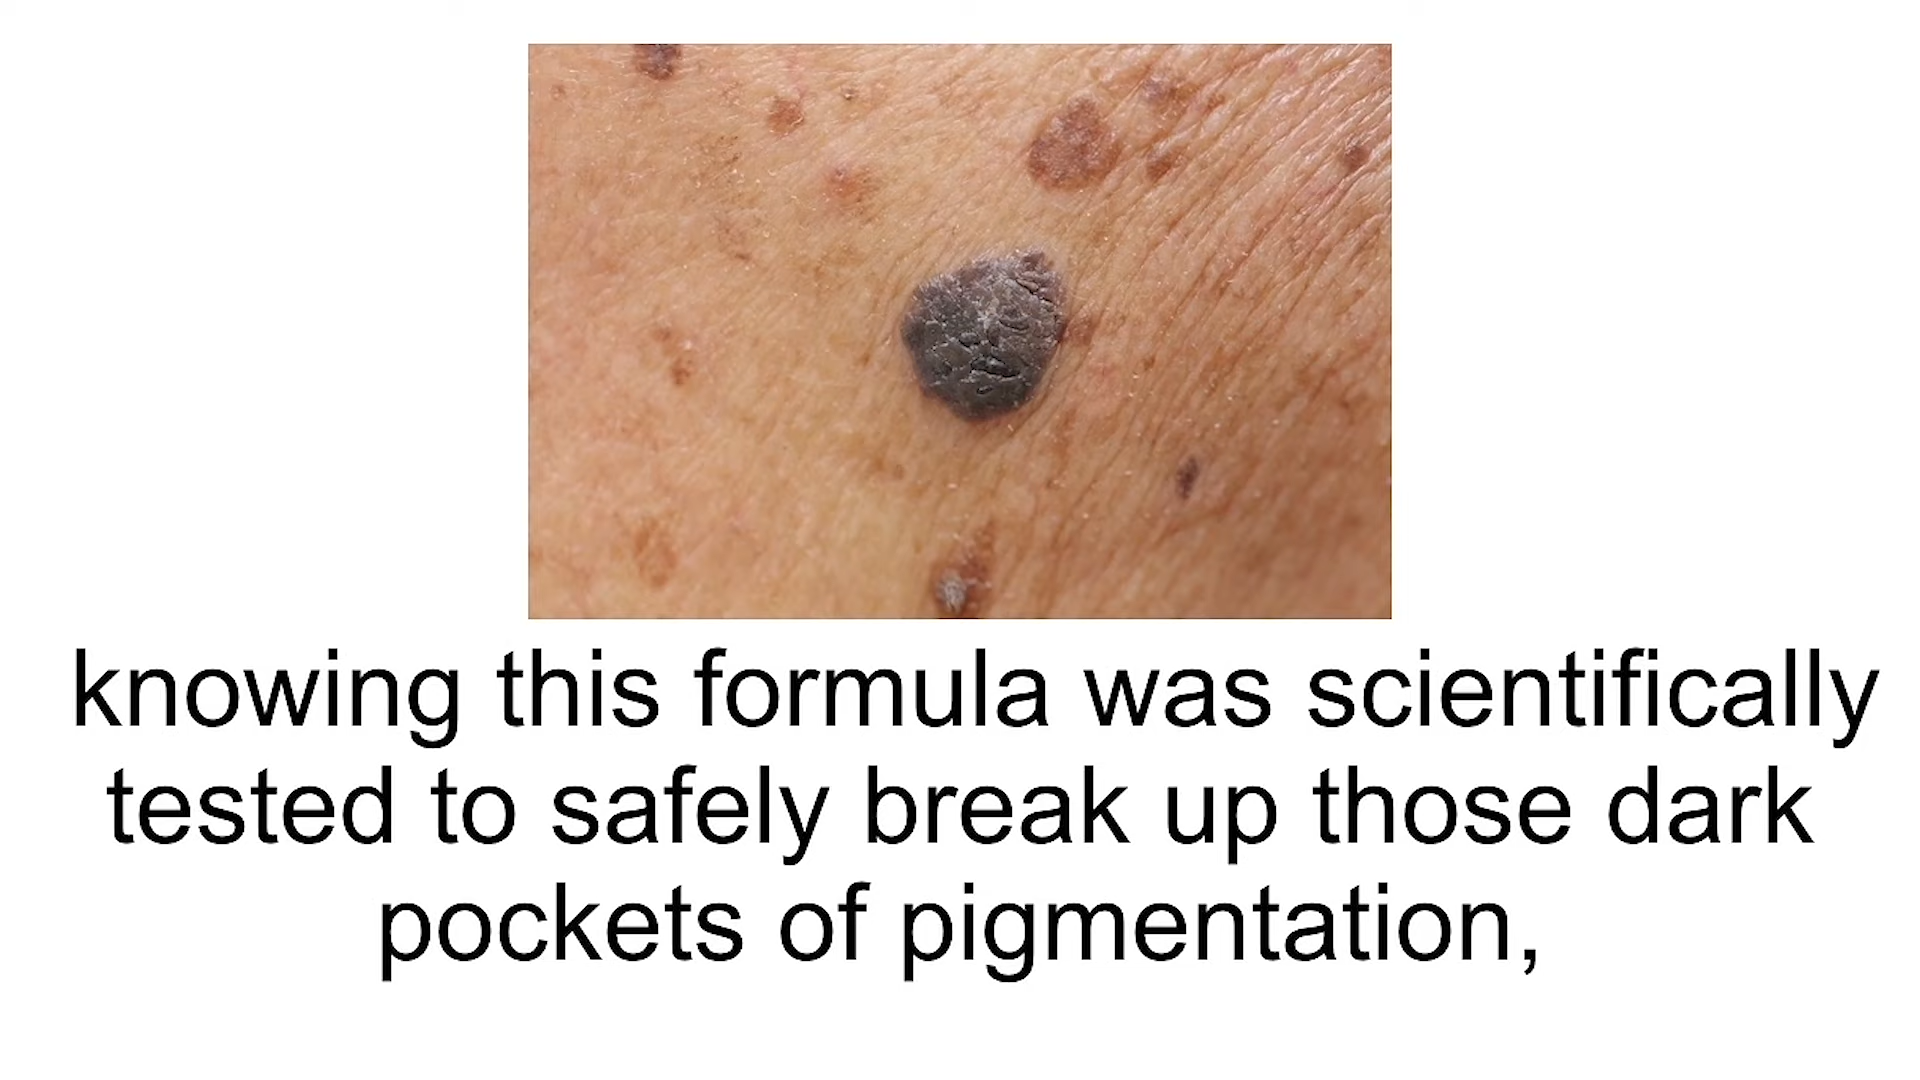 knowing this formula was scientifically
tested to safely break up those dark
pockets of pigmentation,